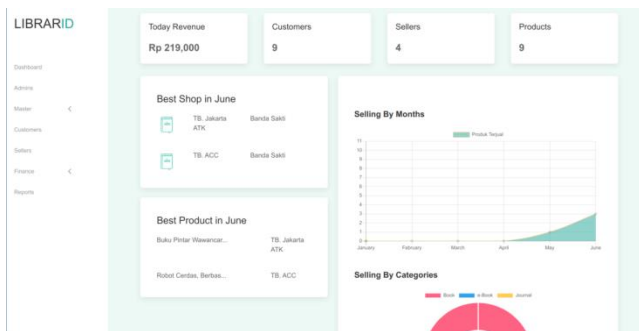 LIBRARID
Dashboard
Admins
Master
Customers
Sellers
Finance
Reports
Today Revenue
Rp 219,000
Customers
9
Sellers
4
Products
9
Best Shop in June
TB. Jakarta Banda Sakti
ATK
TB. ACC Banda Sakti
Best Product in June
Buku Pintar Wawancar... TB. Jakarta
ATK
Robot Cerdas, Berbas... TB. ACC
Selling By Months
Produk Terjual
11
10
9
8
7
6
5
4
3
2
1
0
January February March April May June
Selling By Categories
Book e-Book Journal